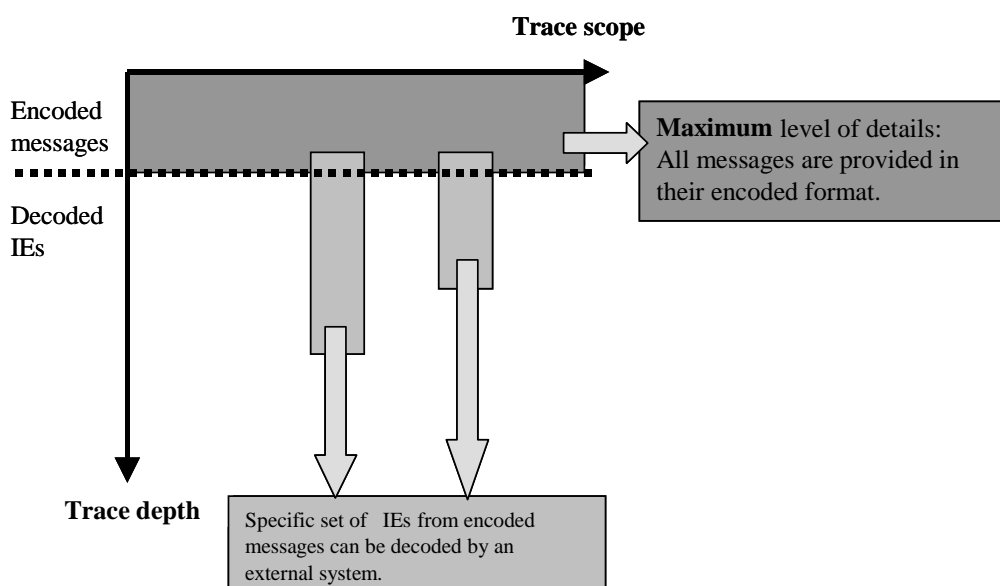 Trace scope
Encoded
messages
Maximum level of details:
All messages are provided in
their encoded format.
Decoded
IEs
Trace depth
Specific set of IEs from encoded
messages can be decoded by an
external system.